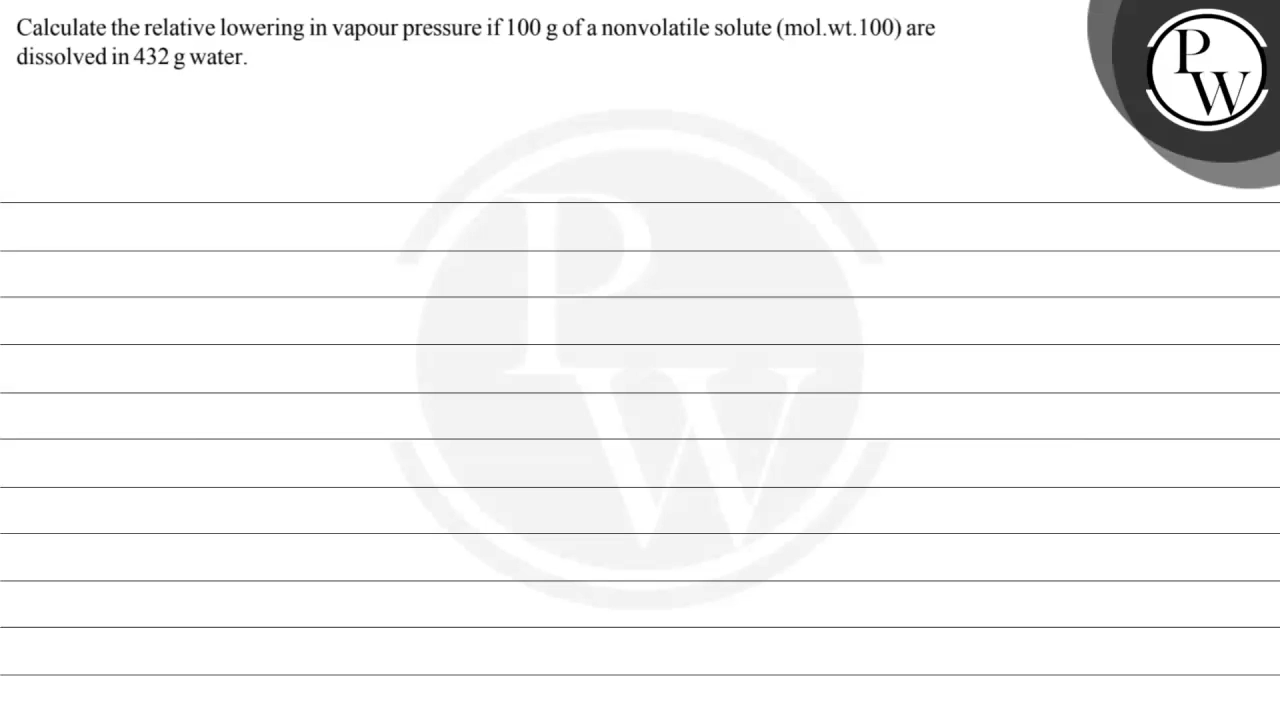 Calculate the relative lowering in vapour pressure if 100 g of a nonvolatile solute (mol.wt.100) are
dissolved in 432 g water.
P
W
P
W